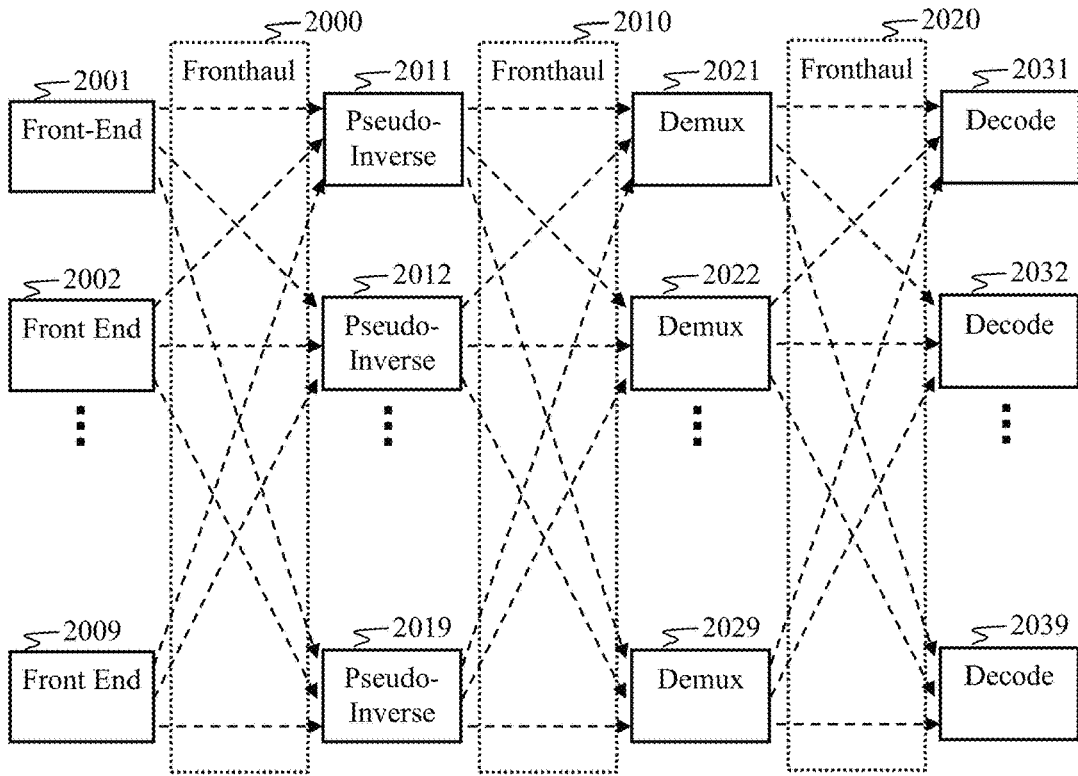 2000
2010
2020
Fronthaul
Fronthaul
Fronthaul
2001
2011
2021
2031
Front-End
Pseudo-
Inverse
Demux
Decode
2002
2012
2022
2032
Front End
Pseudo-
Inverse
Demux
Decode
2009
2019
2029
2039
Front End
Pseudo-
Inverse
Demux
Decode